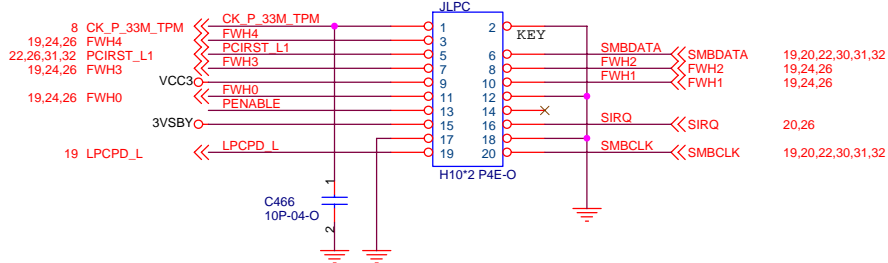 JLPC
8 CK_P_33M_TPM CK_P_33M_TPM 1 2 KEY
19,24,26 FWH4 FWH4 3
22,26,31,32 PCIRST_L1 PCIRST_L1 5 6 SMBDATA SMBDATA 19,20,22,30,31,32
19,24,26 FWH3 FWH3 7 8 FWH2 FWH2 19,24,26
VCC3 9 10 FWH1 FWH1 19,24,26
19,24,26 FWH0 FWH0 11 12
PENABLE 13 14
3VSBY 15 16 SIRQ SIRQ 20,26
17 18
19 LPCPD_L LPCPD_L 19 20 SMBCLK SMBCLK 19,20,22,30,31,32
H10*2 P4E-O
1
C466
10P-04-O
2